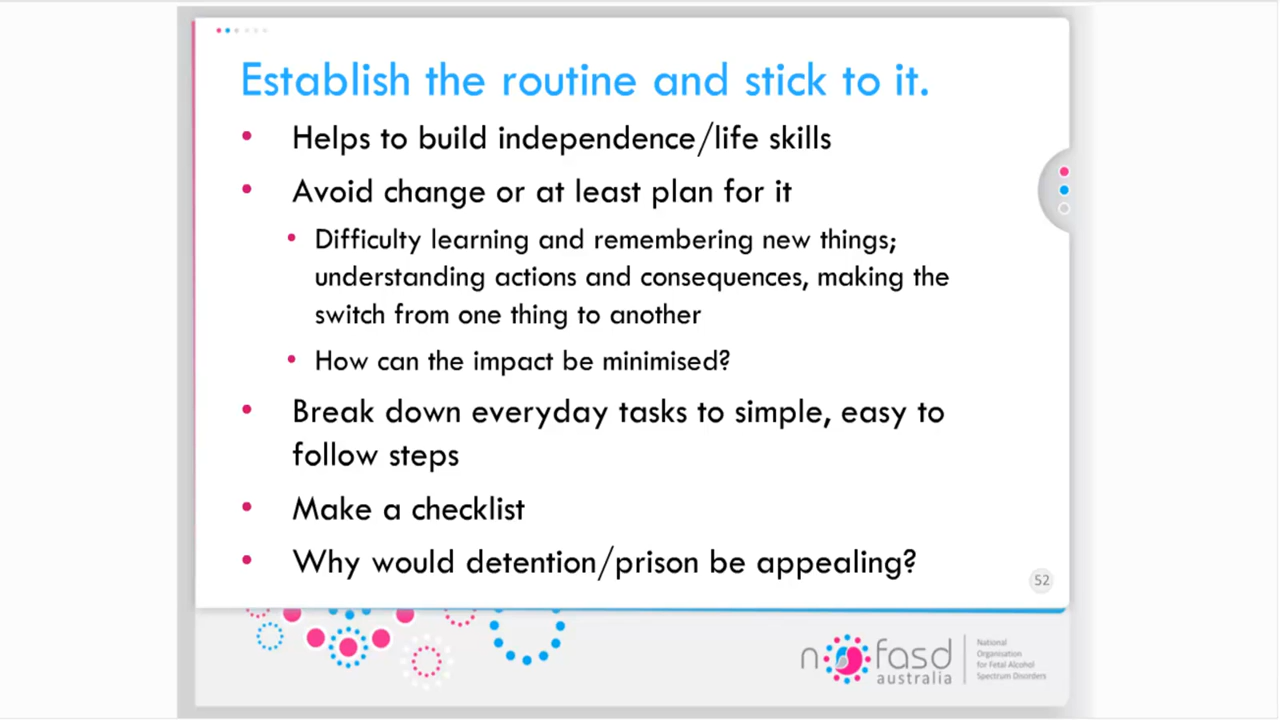 Establish the routine and stick to it.
• Helps to build independence/life skills
• Avoid change or at least plan for it
• Difficulty learning and remembering new things;
understanding actions and consequences, making the
switch from one thing to another
• How can the impact be minimised?
• Break down everyday tasks to simple, easy to
follow steps
• Make a checklist
• Why would detention/prison be appealing?
52
nofasd
australia
National
Organisation
for Fetal Alcohol
Spectrum Disorders